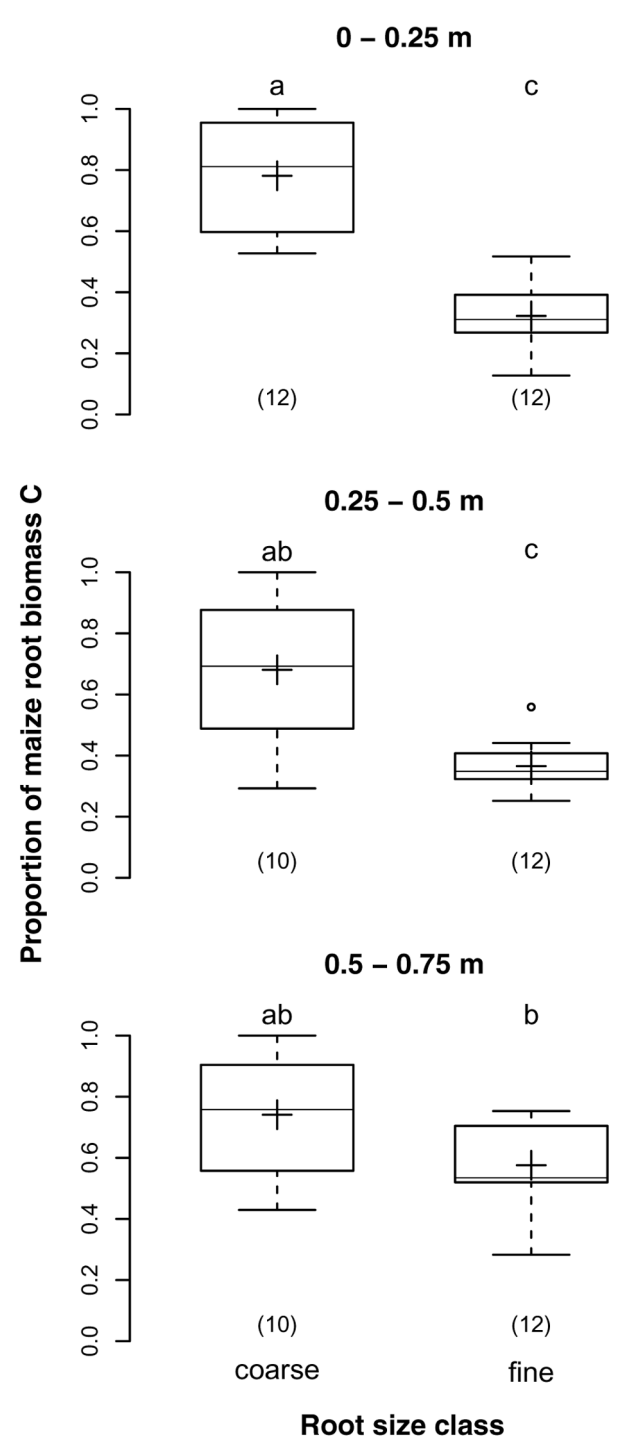 Proportion of maize root biomass C
0 – 0.25 m
a c
1.0
0.8
0.6
0.4
0.2
0.0
(12) (12)
0.25 – 0.5 m
ab c
1.0
0.8
0.6
0.4
0.2
0.0
(10) (12)
0.5 – 0.75 m
ab b
1.0
0.8
0.6
0.4
0.2
0.0
(10) (12)
coarse fine
Root size class